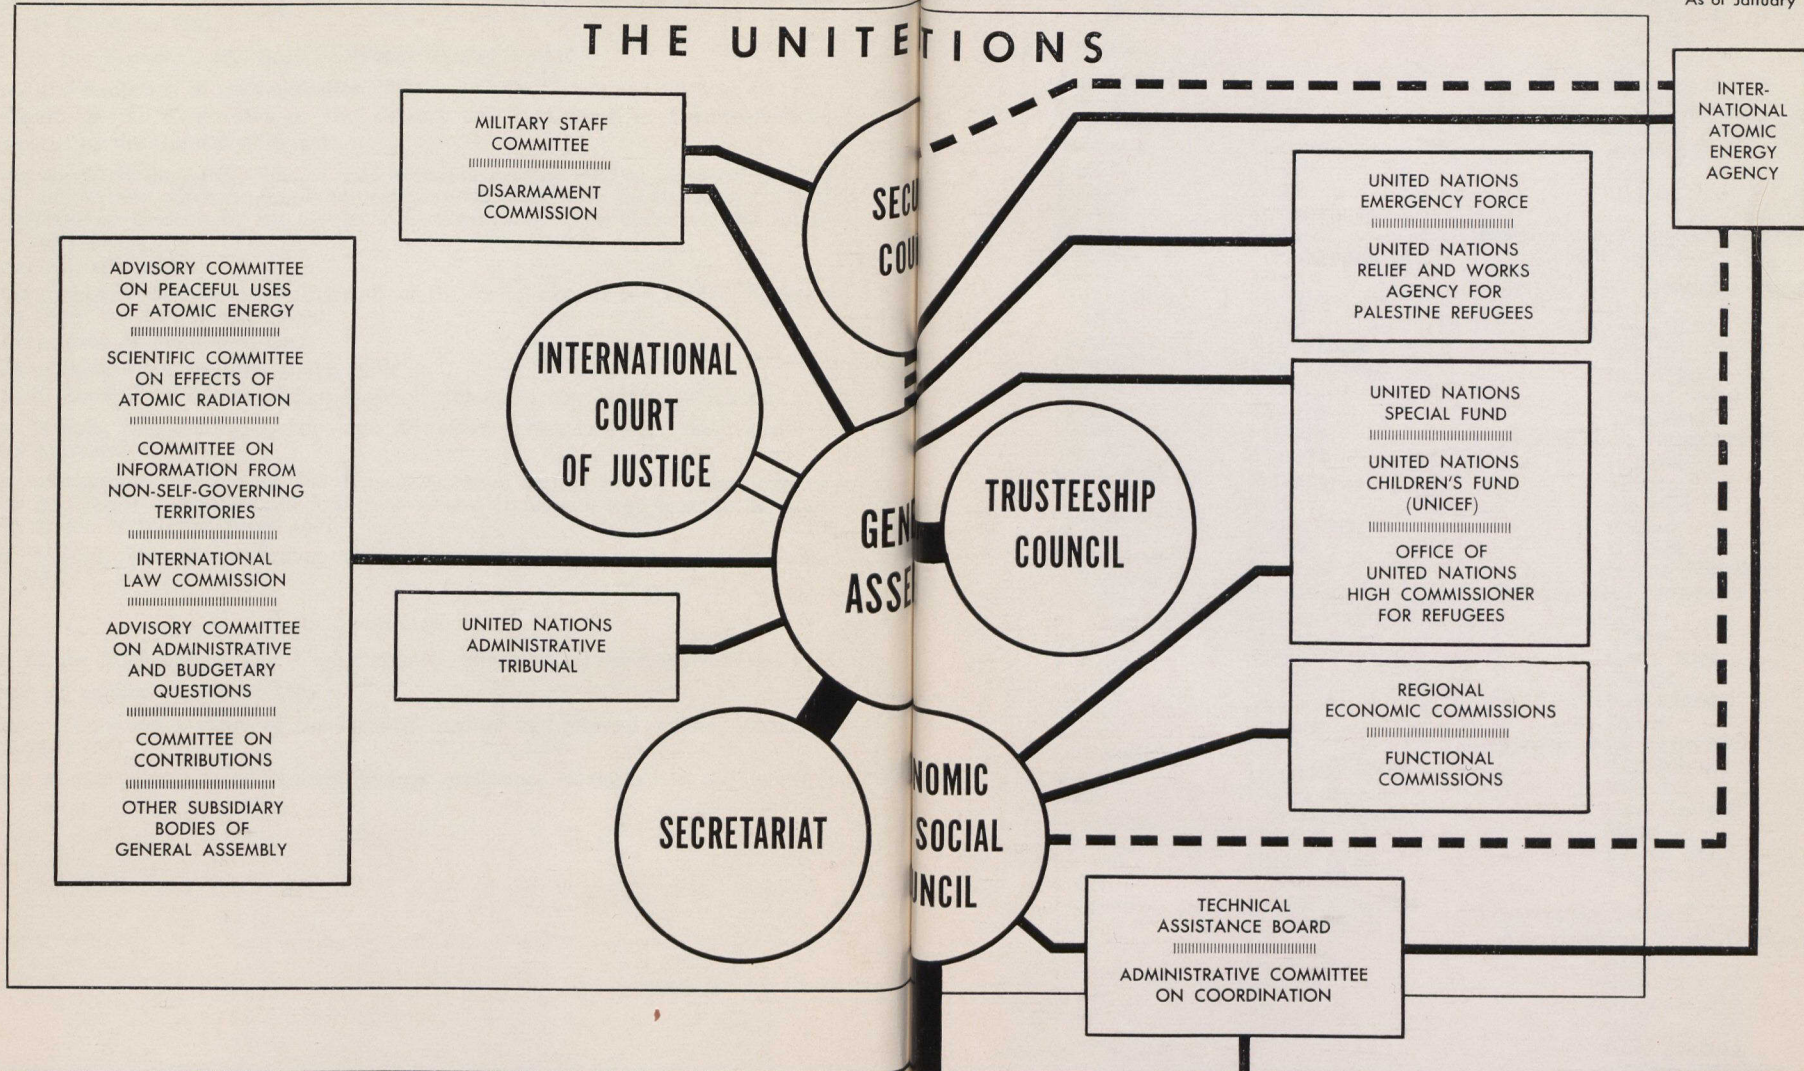 As of January
THE UNITE TIONS
MILITARY STAFF
COMMITTEE
DISARMAMENT
COMMISSION
ADVISORY COMMITTEE
ON PEACEFUL USES
OF ATOMIC ENERGY
SCIENTIFIC COMMITTEE
ON EFFECTS OF
ATOMIC RADIATION
COMMITTEE ON
INFORMATION FROM
NON-SELF-GOVERNING
TERRITORIES
INTERNATIONAL
LAW COMMISSION
ADVISORY COMMITTEE
ON ADMINISTRATIVE
AND BUDGETARY
QUESTIONS
COMMITTEE ON
CONTRIBUTIONS
OTHER SUBSIDIARY
BODIES OF
GENERAL ASSEMBLY
INTERNATIONAL
COURT
OF JUSTICE
UNITED NATIONS
ADMINISTRATIVE
TRIBUNAL
SECRETARIAT
SECU
COU
GENE
ASSE
TRUSTEESHIP
COUNCIL
NOMIC
SOCIAL
UNCIL
INTER-
NATIONAL
ATOMIC
ENERGY
AGENCY
UNITED NATIONS
EMERGENCY FORCE
UNITED NATIONS
RELIEF AND WORKS
AGENCY FOR
PALESTINE REFUGEES
UNITED NATIONS
SPECIAL FUND
UNITED NATIONS
CHILDREN'S FUND
(UNICEF)
OFFICE OF
UNITED NATIONS
HIGH COMMISSIONER
FOR REFUGEES
REGIONAL
ECONOMIC COMMISSIONS
FUNCTIONAL
COMMISSIONS
TECHNICAL
ASSISTANCE BOARD
ADMINISTRATIVE COMMITTEE
ON COORDINATION